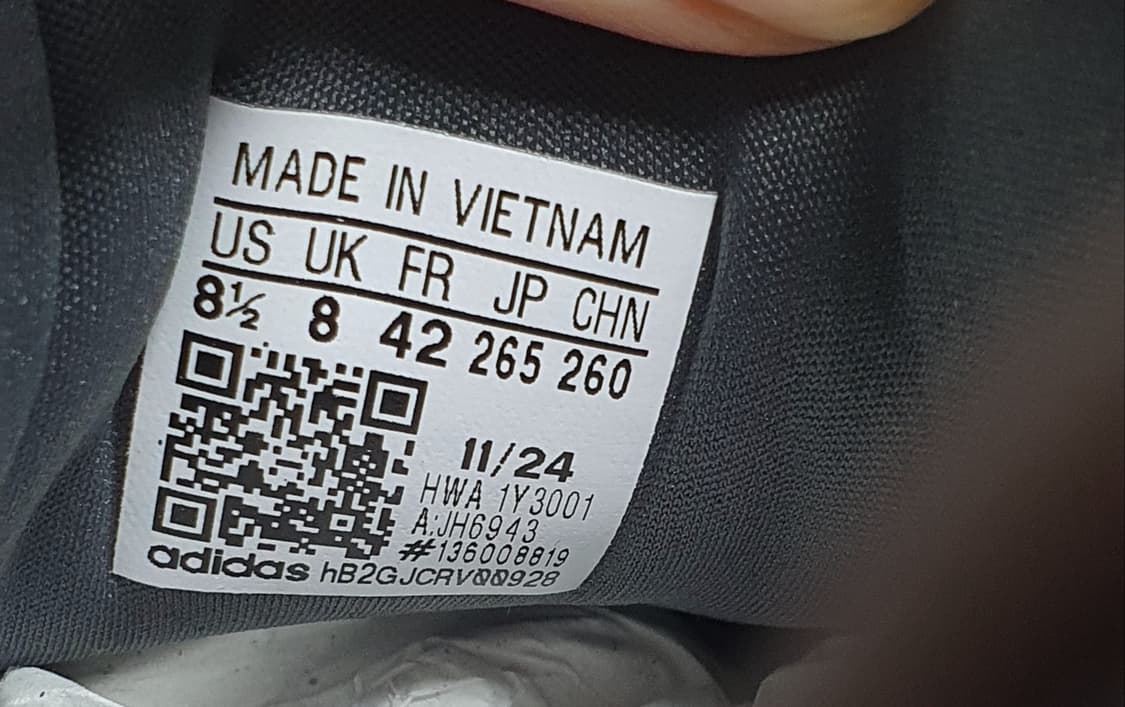 MADE IN VIETNAM
US UK FR JP CHN
8½ 8 42 265 260
11/24
HWA 1Y3001
A:JH6943
#136008819
adidas hB2GJCRV00928